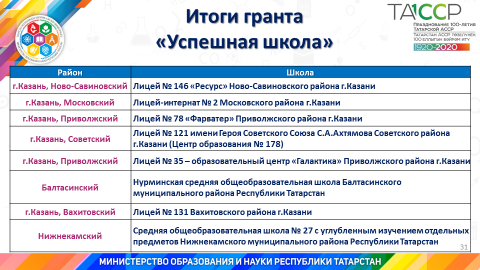 Итоги гранта
«Успешная школа»
ТАССР
Празднование 100-летия
Татарской АССР
1920-2020
Район Школа
г.Казань, Ново-Савиновский Лицей № 146 «Ресурс» Ново-Савиновского района г.Казани
г.Казань, Московский Лицей-интернат № 2 Московского района г.Казани
г.Казань, Приволжский Лицей № 78 «Фарватер» Приволжского района г.Казани
г.Казань, Советский Лицей № 121 имени Героя Советского Союза С.А.Ахтямова Советского района
г.Казани (Центр образования № 178)
г.Казань, Приволжский Лицей № 35 – образовательный центр «Галактика» Приволжского района г.Казани
Балтасинский Нурминская средняя общеобразовательная школа Балтасинского
муниципального района Республики Татарстан
г.Казань, Вахитовский Лицей № 131 Вахитовского района г.Казани
Нижнекамский Средняя общеобразовательная школа № 27 с углубленным изучением отдельных
предметов Нижнекамского муниципального района Республики Татарстан
31
МИНИСТЕРСТВО ОБРАЗОВАНИЯ И НАУКИ РЕСПУБЛИКИ ТАТАРСТАН